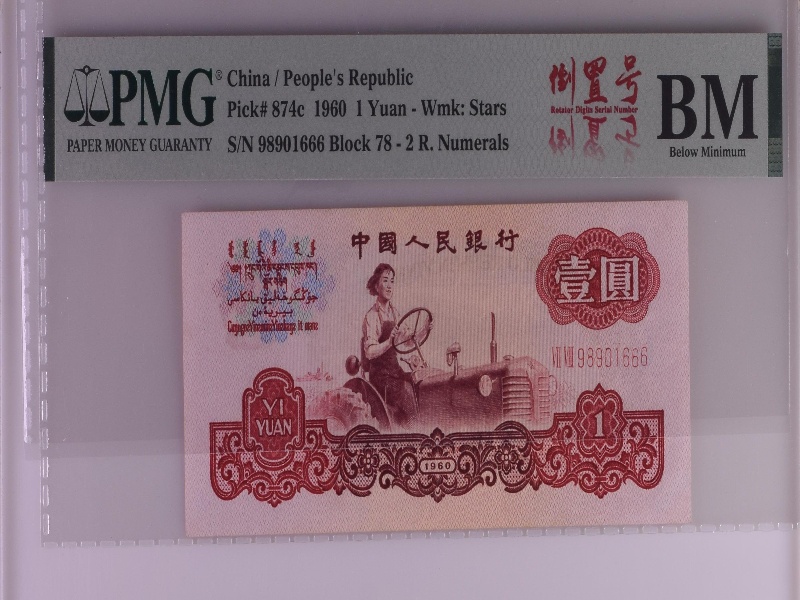 PMG®
PAPER MONEY GUARANTY
China / People's Republic
Pick# 874c 1960 1 Yuan - Wmk: Stars
S/N 98901666 Block 78 - 2 R. Numerals
倒置号
Rotator Digits Serial Number
BM
Below Minimum
中國人民銀行
壹圓
VII VIII 98901666
YI
YUAN
1960
1